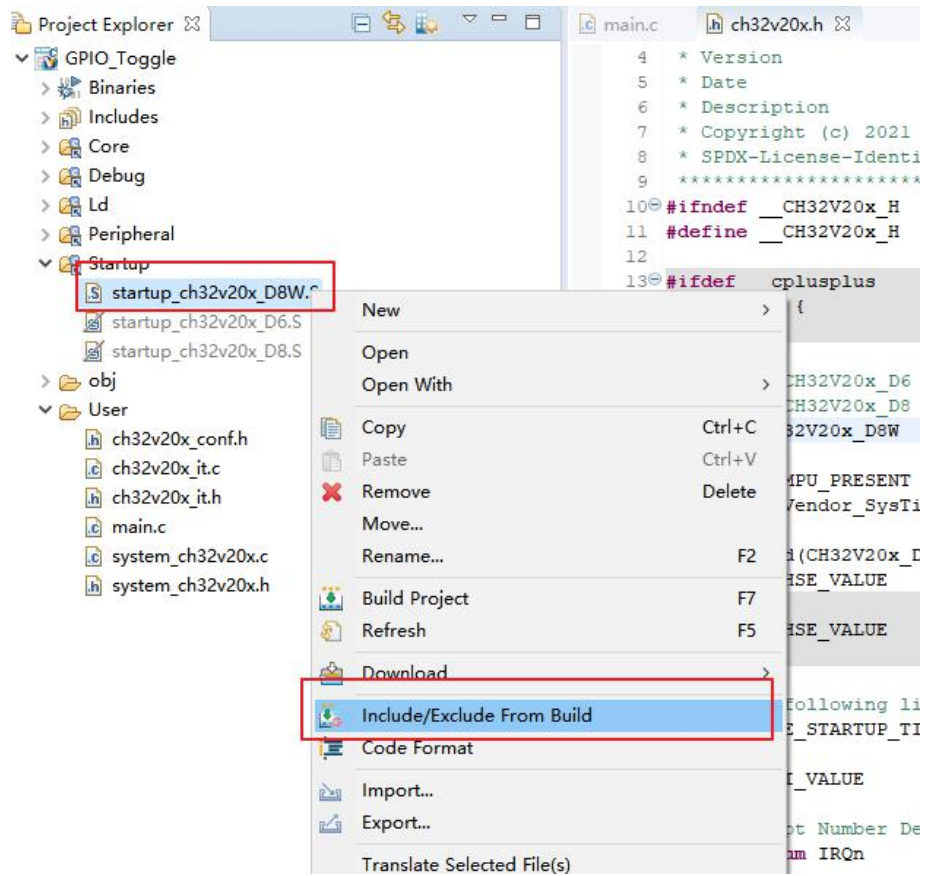 Project Explorer
GPIO_Toggle
Binaries
Includes
Core
Debug
Ld
Peripheral
Startup
startup_ch32v20x_D8W.S
startup_ch32v20x_D6.S
startup_ch32v20x_D8.S
obj
User
ch32v20x_conf.h
ch32v20x_it.c
ch32v20x_it.h
main.c
system_ch32v20x.c
system_ch32v20x.h
New
Open
Open With
Copy Ctrl+C
Paste Ctrl+V
Remove Delete
Move...
Rename... F2
Build Project F7
Refresh F5
Download
Include/Exclude From Build
Code Format
Import...
Export...
Translate Selected File(s)
main.c ch32v20x.h
4 * Version
5 * Date
6 * Description
7 * Copyright (c) 2021
8 * SPDX-License-Identi
9 **********************
10 #ifndef __CH32V20x_H
11 #define __CH32V20x_H
12
13 #ifdef __cplusplus
{
CH32V20x_D6
CH32V20x_D8
32V20x_D8W
MPU_PRESENT
Vendor_SysTi
d(CH32V20x_D
HSE_VALUE
HSE_VALUE
following li
E_STARTUP_TI
I_VALUE
pt Number De
um IRQn